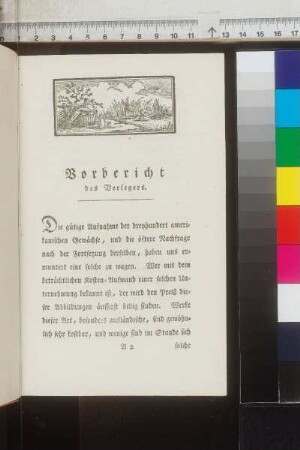 Vorbericht
des Verlegers.
Die gütige Aufnahme der dreyhundert ameri-
kanischen Gewächse, und die öftere Nachfrage
nach der Fortsetzung derselben, haben uns er-
muntert eine solche zu wagen. Wer mit dem
beträchtlichen Kosten-Aufwand einer solchen Un-
ternehmung bekannt ist, der wird den Preiß die-
ser Abbildungen äusserst billig finden. Werke
dieser Art, besonders ausländische, sind gewöhn-
lich sehr kostbar, und wenige sind im Stande sich
A 2 solche